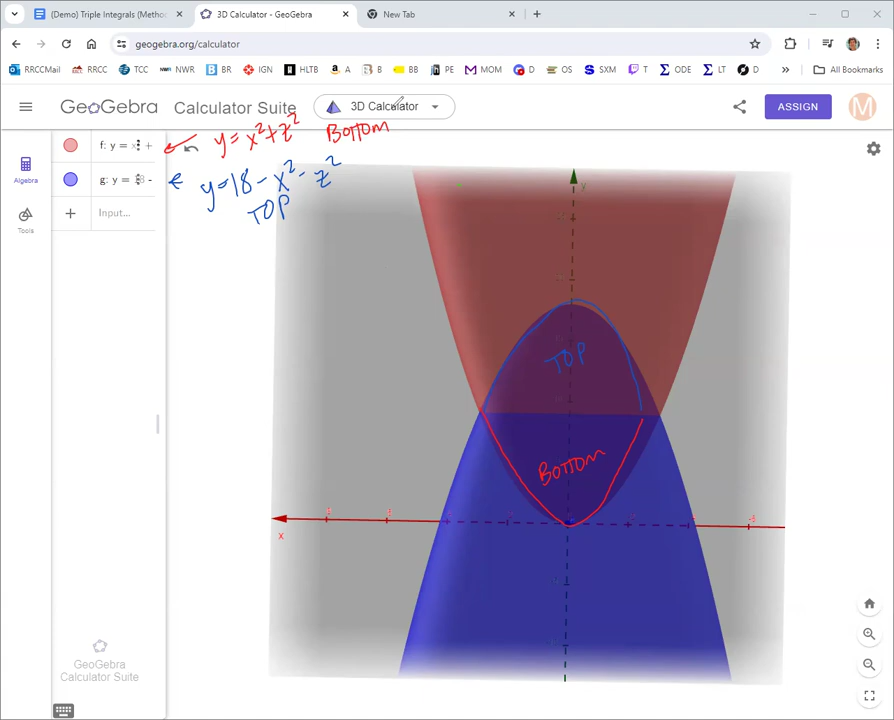 (Demo) Triple Integrals (Metho
3D Calculator - GeoGebra
New Tab
geogebra.org/calculator
RRCCMail
RRCC
TCC
NWR
BR
IGN
HLTB
A
B
BB
PE
MOM
D
OS
SXM
T
ODE
LT
D
All Bookmarks
GeoGebra
Calculator Suite
3D Calculator
ASSIGN
M
f: y =
y = x² + z² Bottom
g: y =
y = 18 - x² - z²
TOP
Algebra
Input...
Tools
y
TOP
Bottom
x
GeoGebra
Calculator Suite